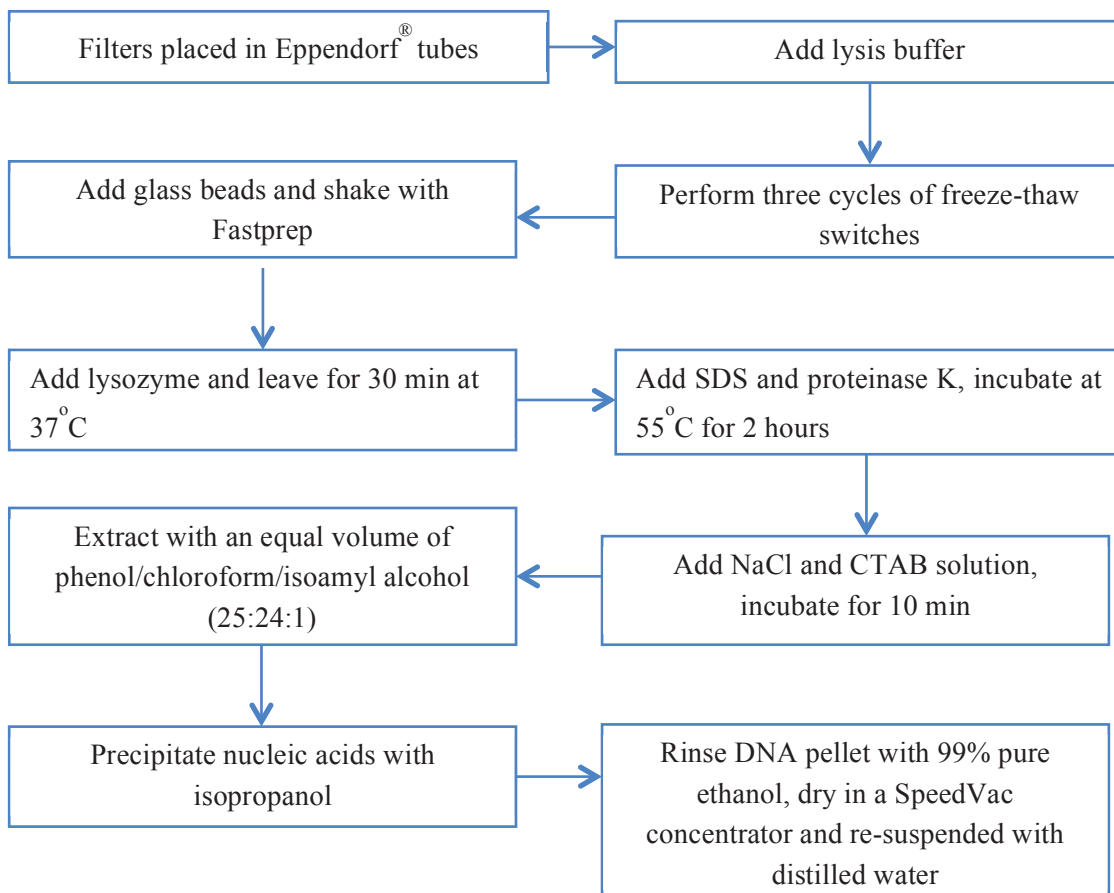 Filters placed in Eppendorf® tubes
Add lysis buffer
Perform three cycles of freeze-thaw
switches
Add glass beads and shake with
Fastprep
Add lysozyme and leave for 30 min at
37°C
Add SDS and proteinase K, incubate at
55°C for 2 hours
Add NaCl and CTAB solution,
incubate for 10 min
Extract with an equal volume of
phenol/chloroform/isoamyl alcohol
(25:24:1)
Precipitate nucleic acids with
isopropanol
Rinse DNA pellet with 99% pure
ethanol, dry in a SpeedVac
concentrator and re-suspended with
distilled water